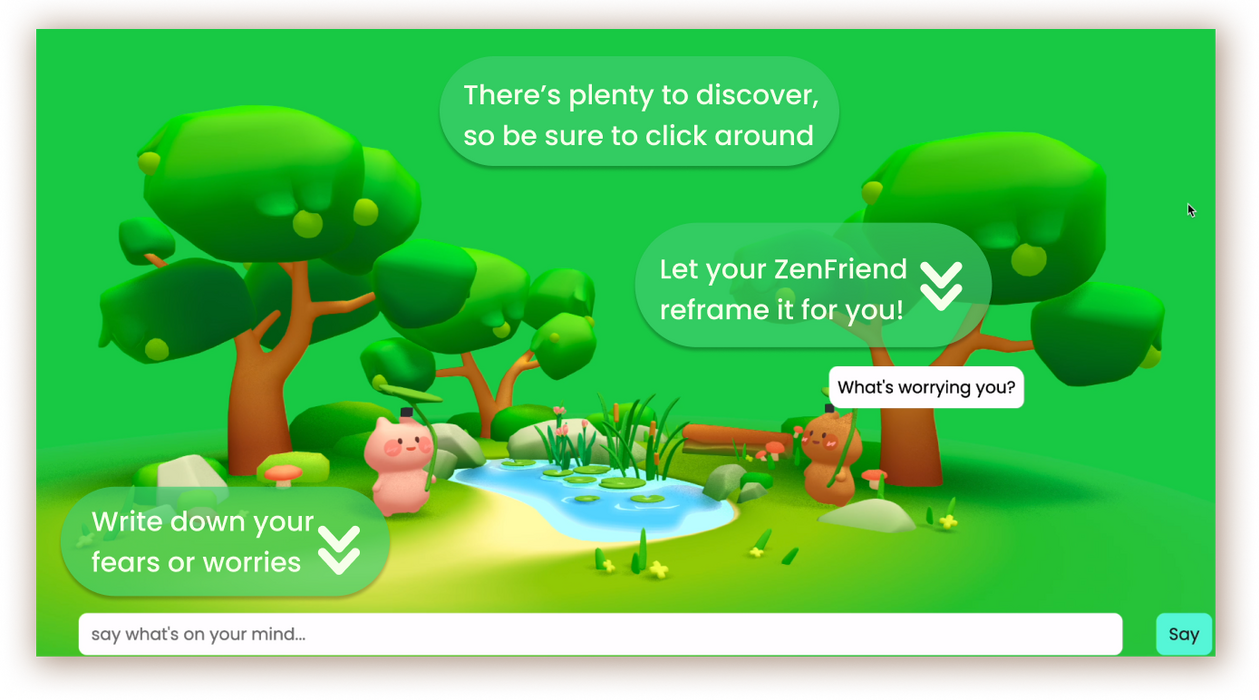 There’s plenty to discover,
so be sure to click around
Let your ZenFriend
reframe it for you!
What's worrying you?
Write down your
fears or worries
say what's on your mind...
Say